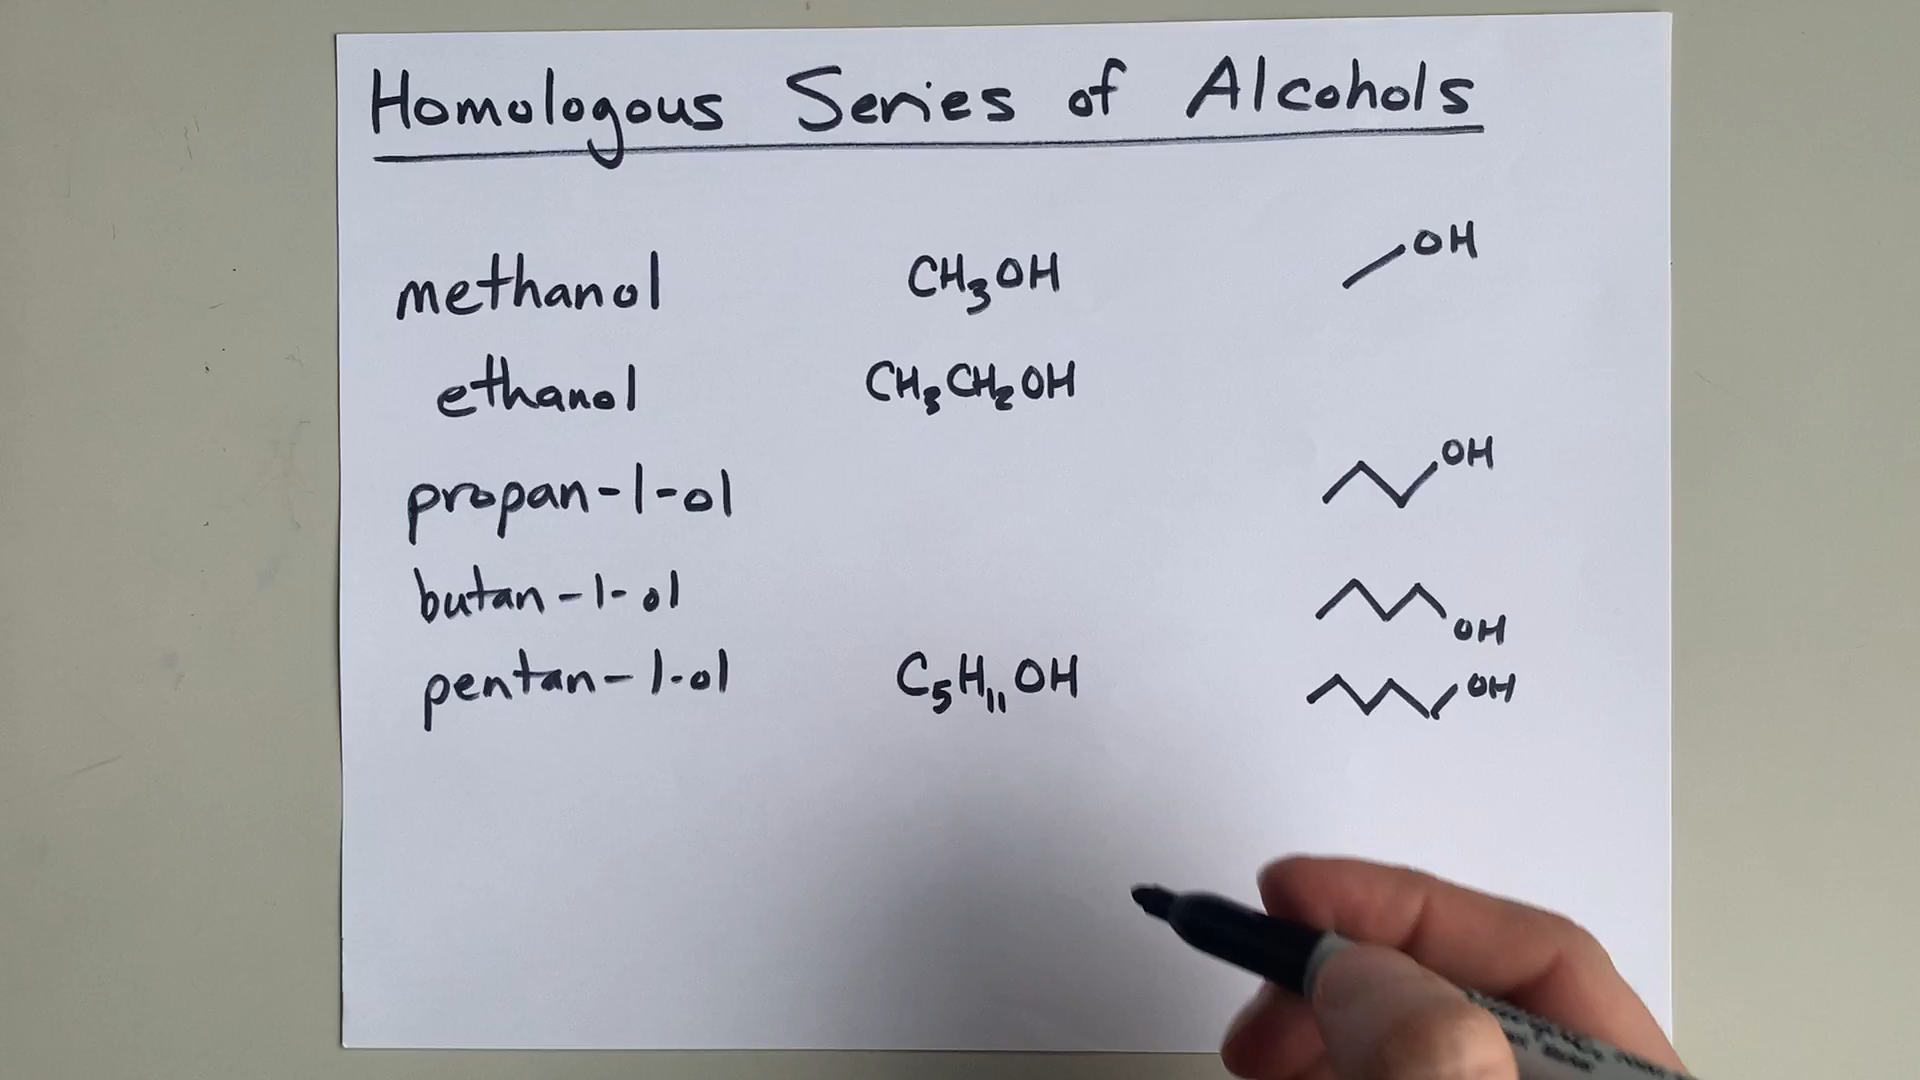 Homologous Series of Alcohols
methanol CH₃OH OH
ethanol CH₃CH₂OH
propan-1-ol OH
butan-1-ol OH
pentan-1-ol C₅H₁₁OH OH